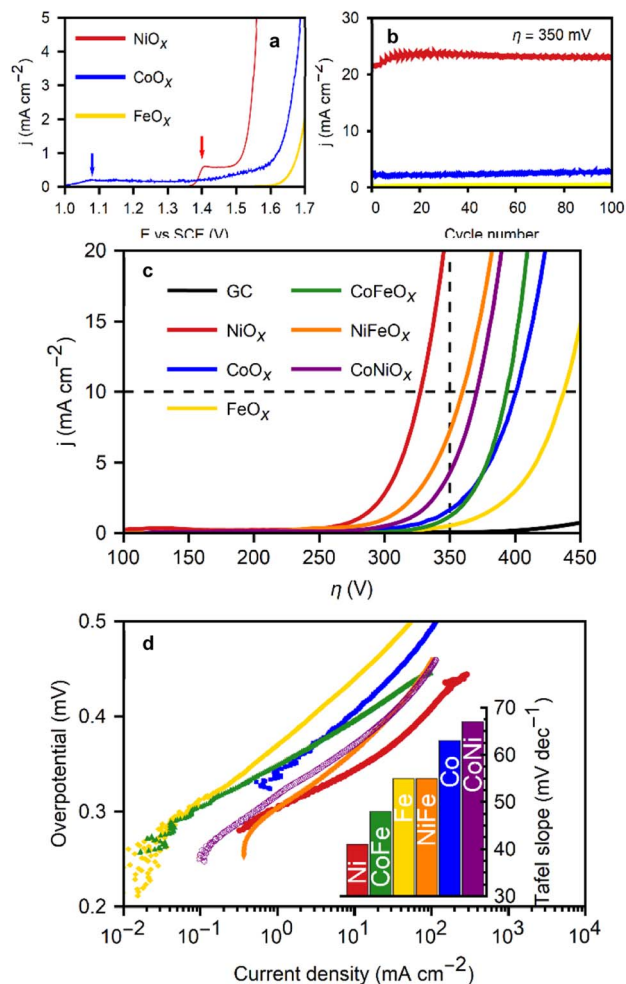 a
NiOx
CoOx
FeOx
j (mA cm−2)
5
4
3
2
1
0
1.0 1.1 1.2 1.3 1.4 1.5 1.6 1.7
E vs SCE (V)
b
η = 350 mV
j (mA cm−2)
30
20
10
0
0 20 40 60 80 100
Cycle number
c
GC CoFeOx
NiOx NiFeOx
CoOx CoNiOx
FeOx
j (mA cm−2)
20
15
10
5
0
100 150 200 250 300 350 400 450
η (V)
d
Overpotential (mV)
0.5
0.4
0.3
0.2
10−2 10−1 100 101 102 103 104
Current density (mA cm−2)
Ni
CoFe
Fe
NiFe
Co
CoNi
70
60
50
40
30
Tafel slope (mV dec−1)